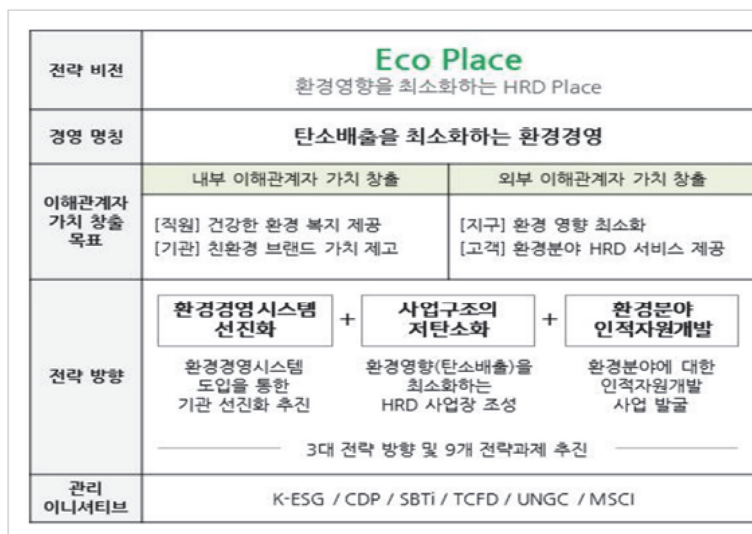 전략 비전
Eco Place
환경영향을 최소화하는 HRD Place
경영 명칭
탄소배출을 최소화하는 환경경영
이해관계자
가치 창출
목표
내부 이해관계자 가치 창출
외부 이해관계자 가치 창출
[직원] 건강한 환경 복지 제공
[기관] 친환경 브랜드 가치 제고
[지구] 환경 영향 최소화
[고객] 환경분야 HRD 서비스 제공
전략 방향
환경경영시스템
선진화
+
사업구조의
저탄소화
+
환경분야
인적자원개발
환경경영시스템
도입을 통한
기관 선진화 추진
환경영향(탄소배출)을
최소화하는
HRD 사업장 조성
환경분야에 대한
인적자원개발
사업 발굴
3대 전략 방향 및 9개 전략과제 추진
관리
이니셔티브
K-ESG / CDP / SBTi / TCFD / UNGC / MSCI